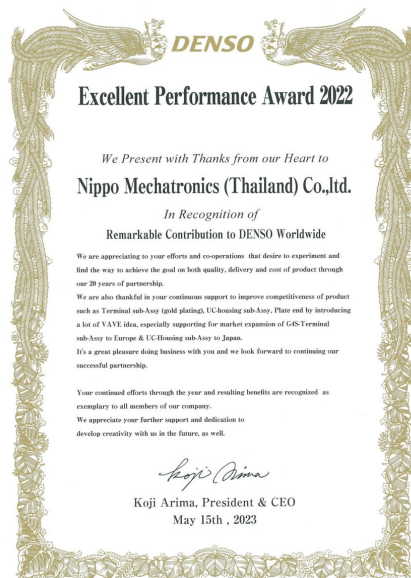 DENSO
Excellent Performance Award 2022
We Present with Thanks from our Heart to
Nippo Mechatronics (Thailand) Co.,ltd.
In Recognition of
Remarkable Contribution to DENSO Worldwide
We are appreciating to your efforts and co-operations that desire to experiment and
find the way to achieve the goal on both quality, delivery and cost of product through
our 20 years of partnership.
We are also thankful in your continuous support to improve competitiveness of product
such as Terminal sub-Assy (gold plating), UC-housing sub-Assy, Plate end by introducing
a lot of VAVE idea, especially supporting for market expansion of G4S-Terminal
sub-Assy to Europe & UC-Housing sub-Assy to Japan.
It's a great pleasure doing business with you and we look forward to continuing our
successful partnership.
Your continued efforts through the year and resulting benefits are recognized as
exemplary to all members of our company.
We appreciate your further support and dedication to
develop creativity with us in the future, as well.
Koji Arima
Koji Arima, President & CEO
May 15th , 2023